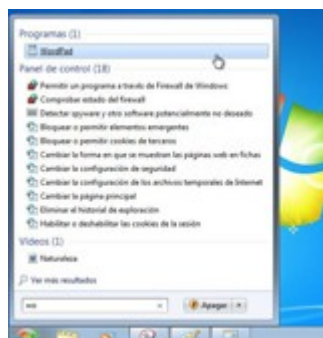 Programas (1)
WordPad
Panel de control (18)
Permitir un programa a través de Firewall de Windows
Comprobar estado del firewall
Detectar spyware y otro software potencialmente no deseado
Bloquear o permitir elementos emergentes
Bloquear o permitir cookies de terceros
Cambiar la forma en que se muestran las páginas web en fichas
Cambiar la configuración de seguridad
Cambiar la configuración de los archivos temporales de Internet
Cambiar la página principal
Eliminar el historial de exploración
Habilitar o deshabilitar las cookies de la sesión
Vídeos (1)
Naturaleza
Ver más resultados
Apagar